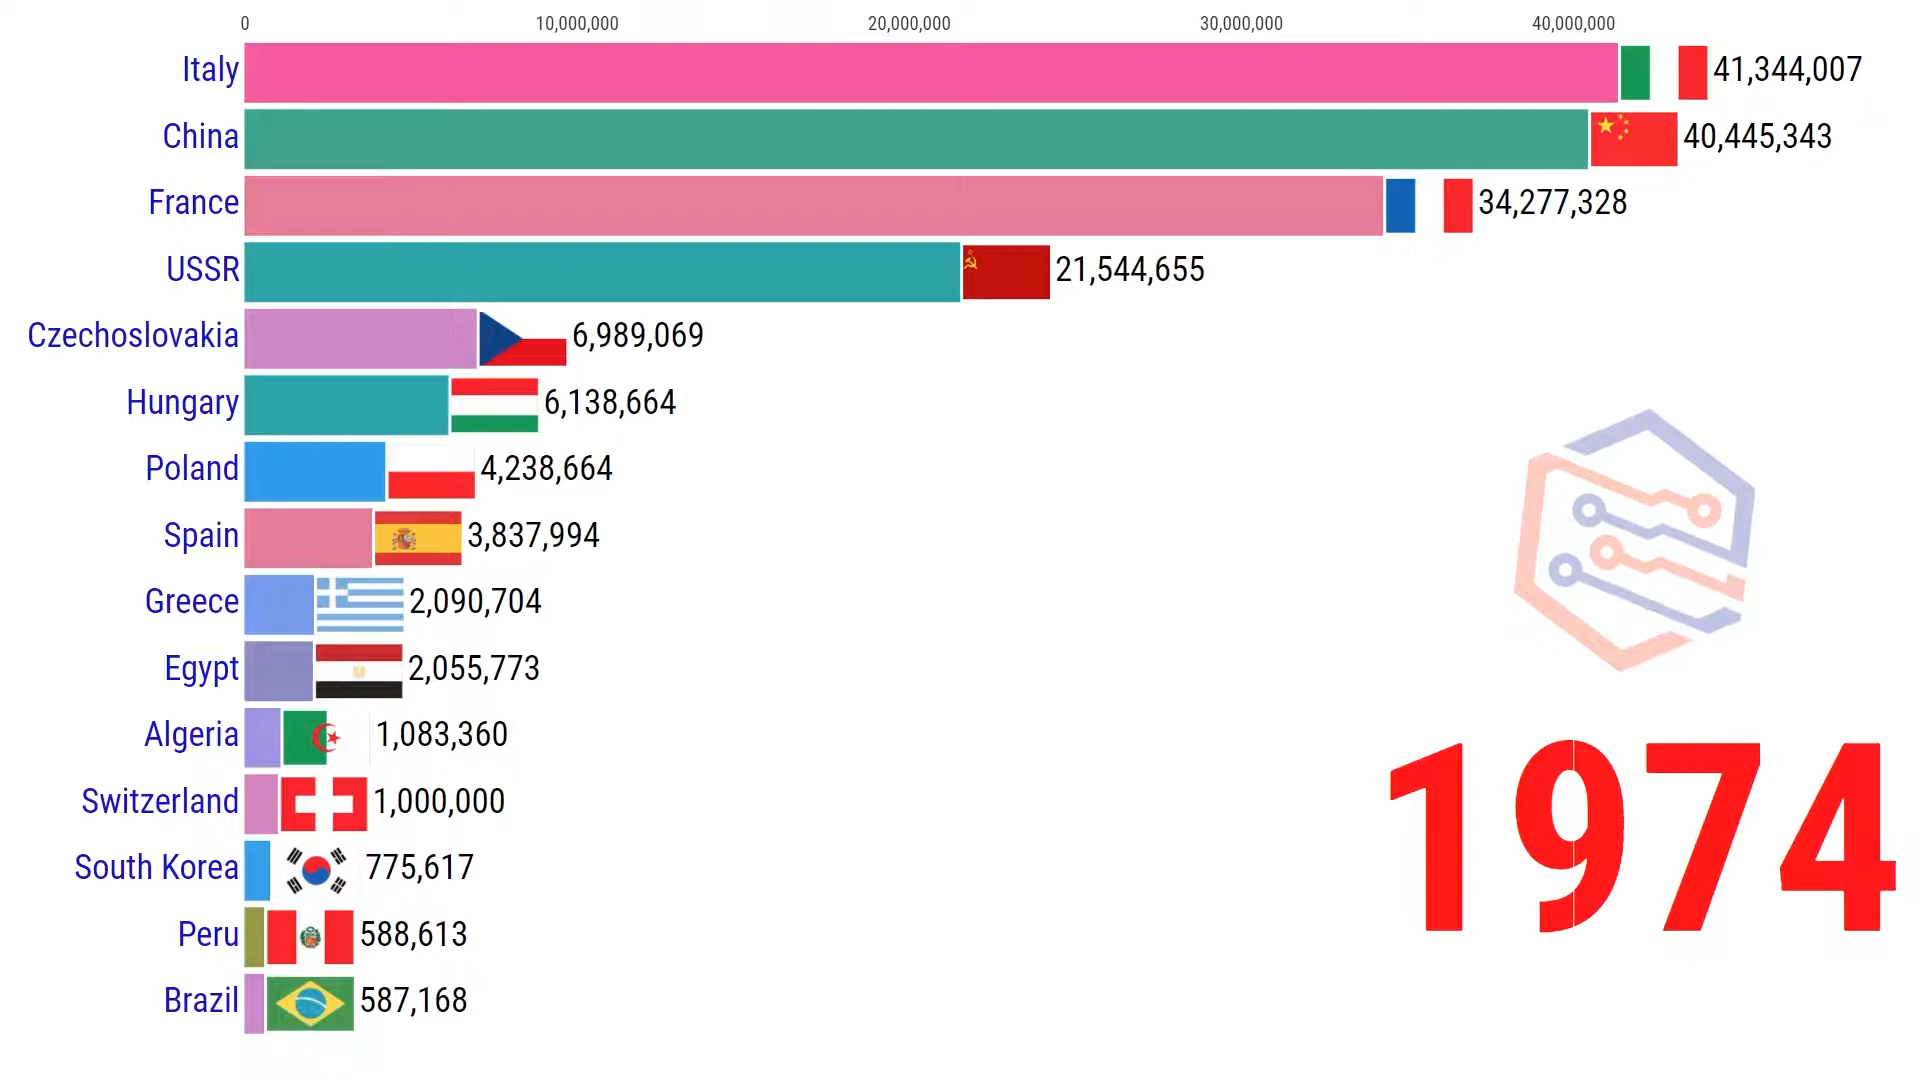 0 10,000,000 20,000,000 30,000,000 40,000,000
Italy 41,344,007
China 40,445,343
France 34,277,328
USSR 21,544,655
Czechoslovakia 6,989,069
Hungary 6,138,664
Poland 4,238,664
Spain 3,837,994
Greece 2,090,704
Egypt 2,055,773
Algeria 1,083,360
Switzerland 1,000,000
South Korea 775,617
Peru 588,613
Brazil 587,168
1974